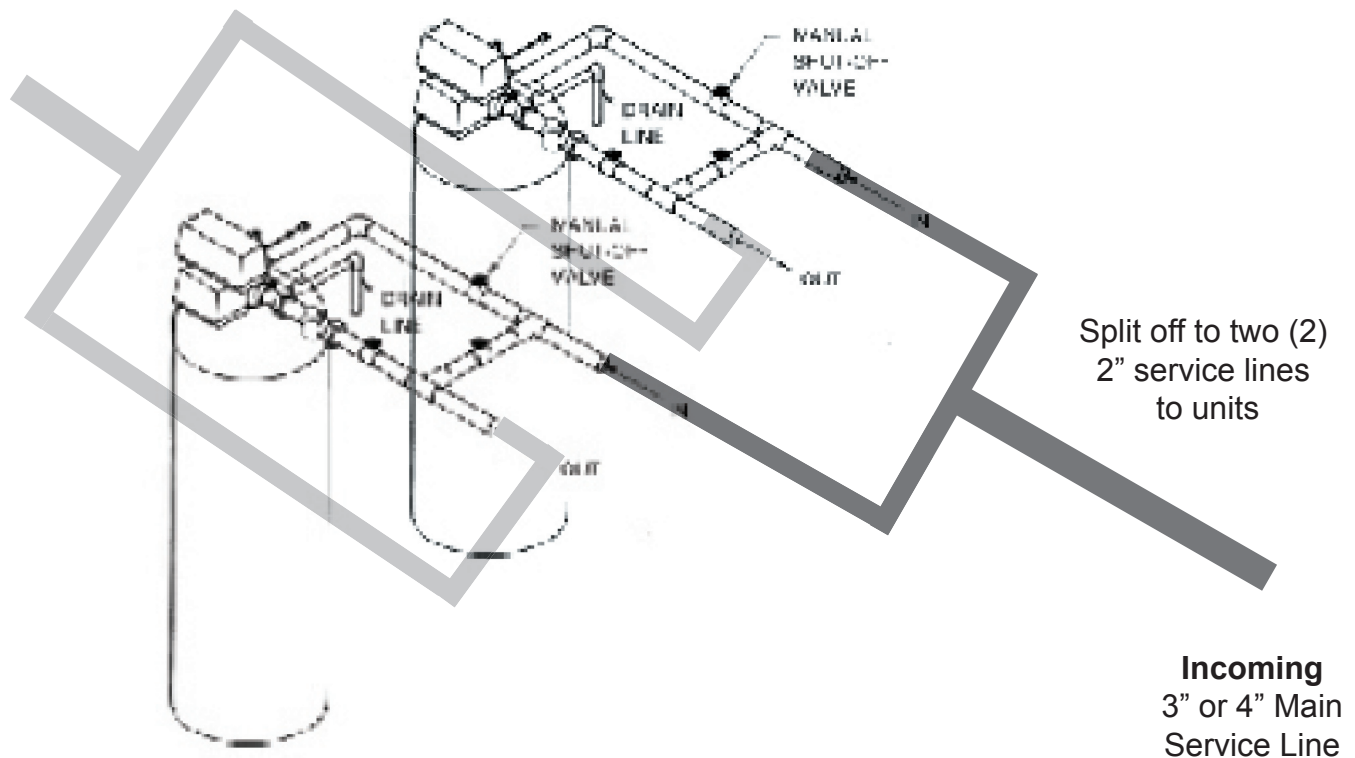 MANUAL
SHUT-OFF
VALVE
DRAIN
LINE
OUT
MANUAL
SHUT-OFF
VALVE
DRAIN
LINE
OUT
Split off to two (2)
2” service lines
to units
Incoming
3” or 4” Main
Service Line